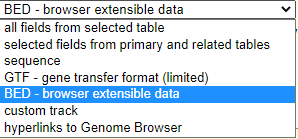 BED - browser extensible data
all fields from selected table
selected fields from primary and related tables
sequence
GTF - gene transfer format (limited)
BED - browser extensible data
custom track
hyperlinks to Genome Browser